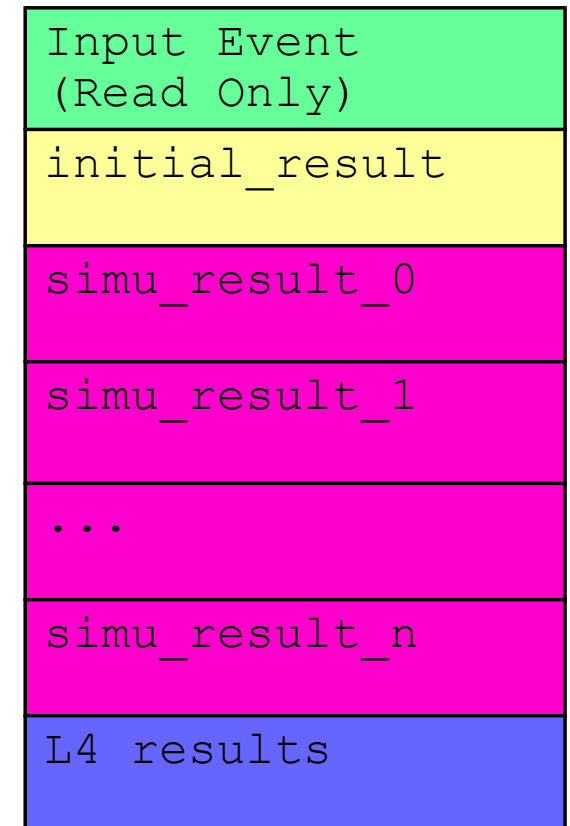 Input Event
(Read Only)
initial_result
simu_result_0
simu_result_1
...
simu_result_n
L4 results